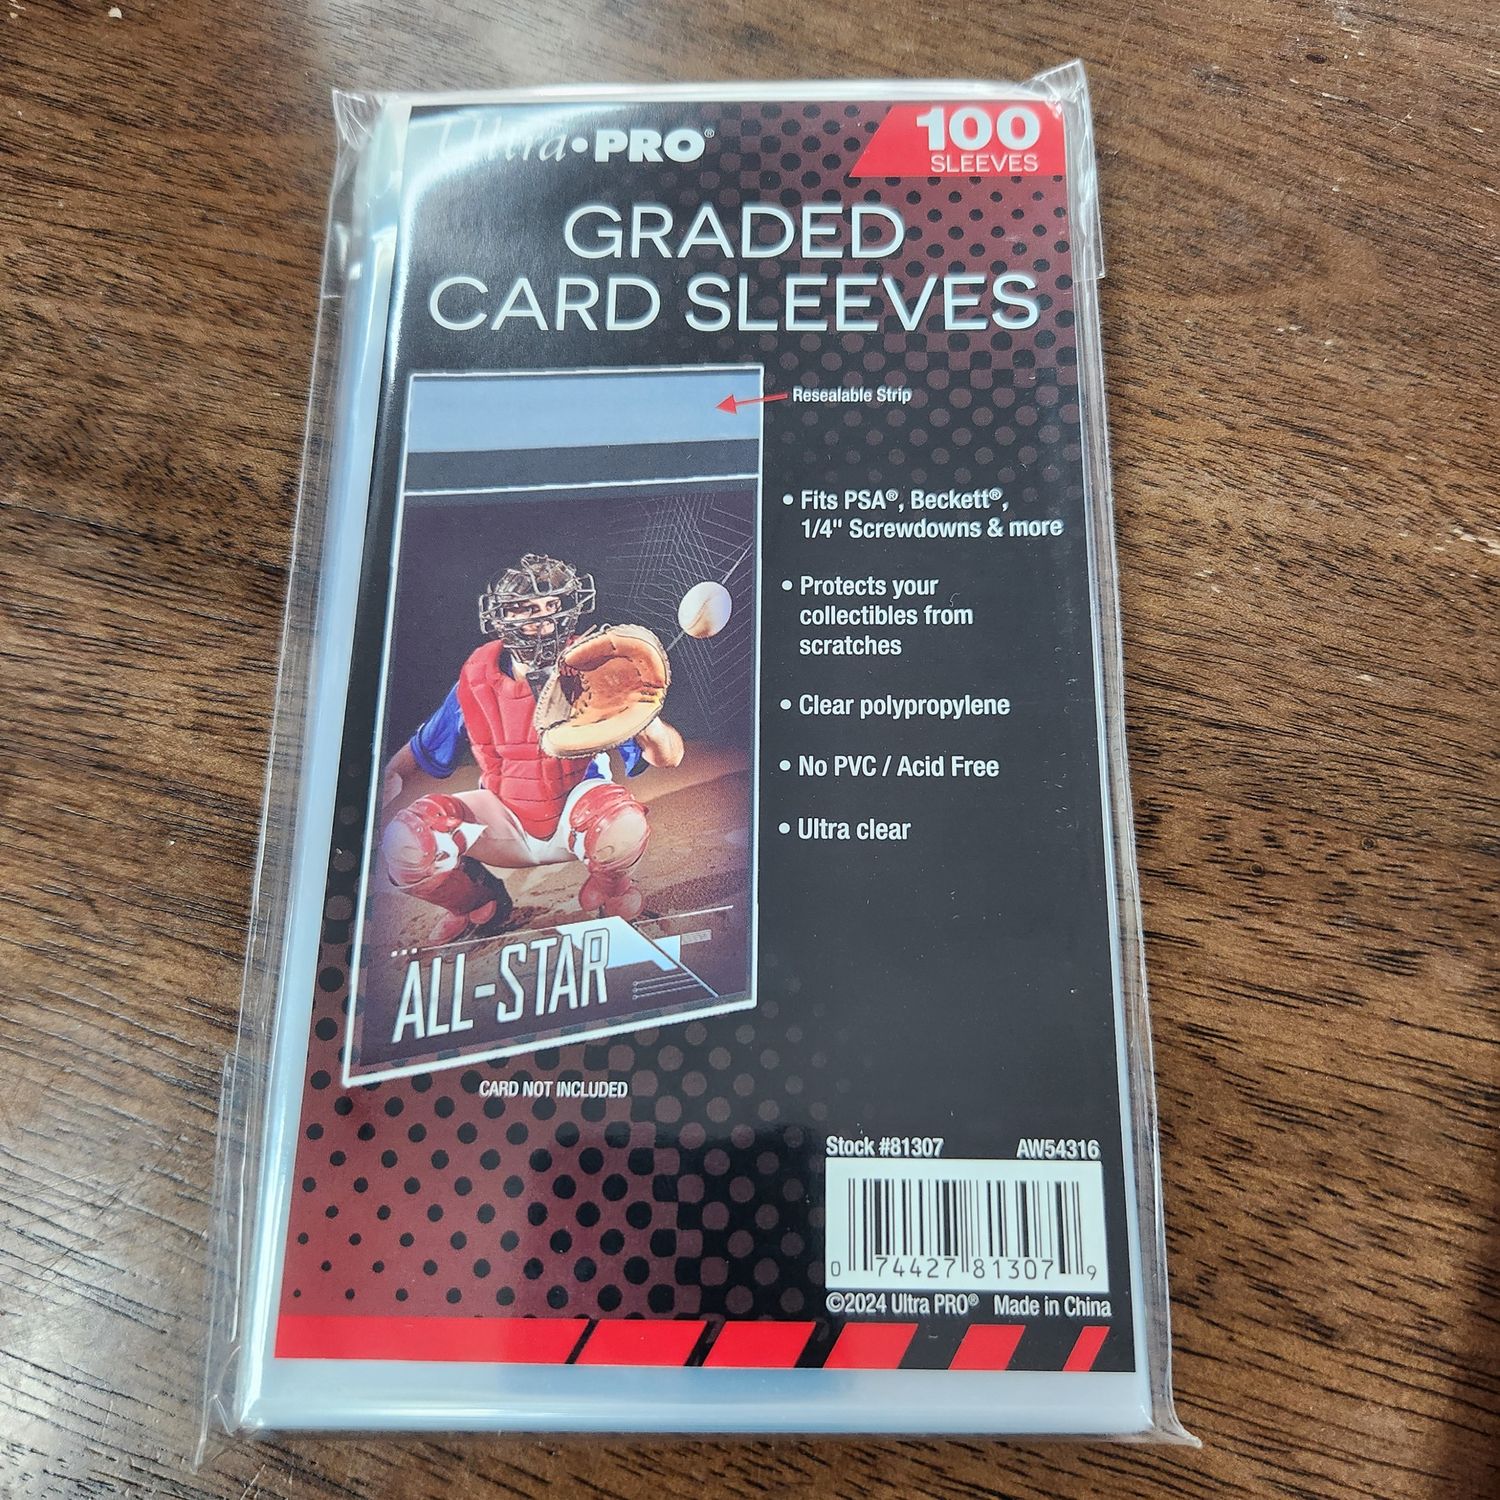 Ultra•PRO®
100
SLEEVES
GRADED
CARD SLEEVES
Resealable Strip
• Fits PSA®, Beckett®,
1/4" Screwdowns & more
• Protects your
collectibles from
scratches
• Clear polypropylene
• No PVC / Acid Free
• Ultra clear
ALL-STAR
CARD NOT INCLUDED
Stock #81307 AW54316
0 74427 81307 9
©2024 Ultra PRO® Made in China